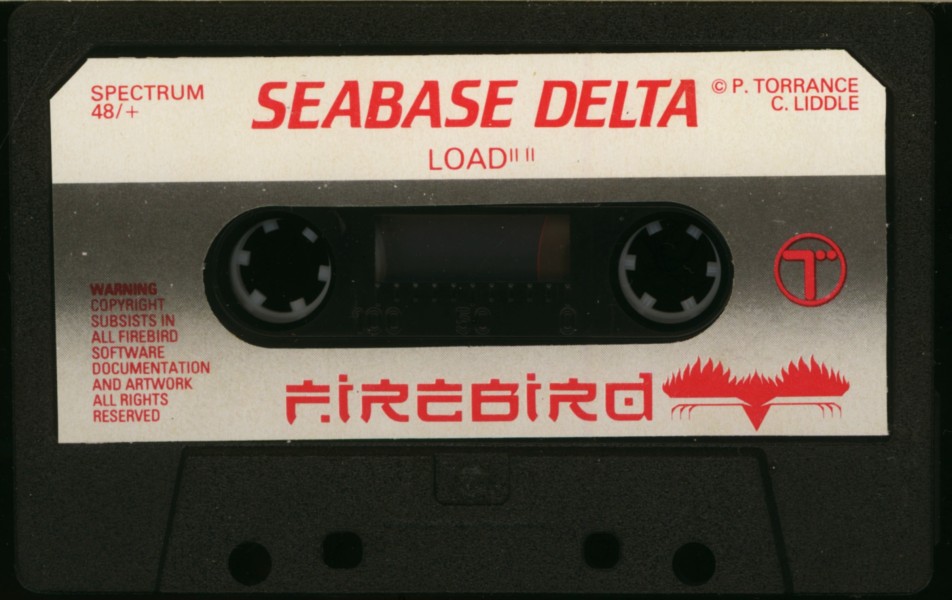 SPECTRUM
48/+
SEABASE DELTA
© P. TORRANCE
C. LIDDLE
LOAD""
WARNING
COPYRIGHT
SUBSISTS IN
ALL FIREBIRD
SOFTWARE
DOCUMENTATION
AND ARTWORK
ALL RIGHTS
RESERVED
T
FIREBIRD